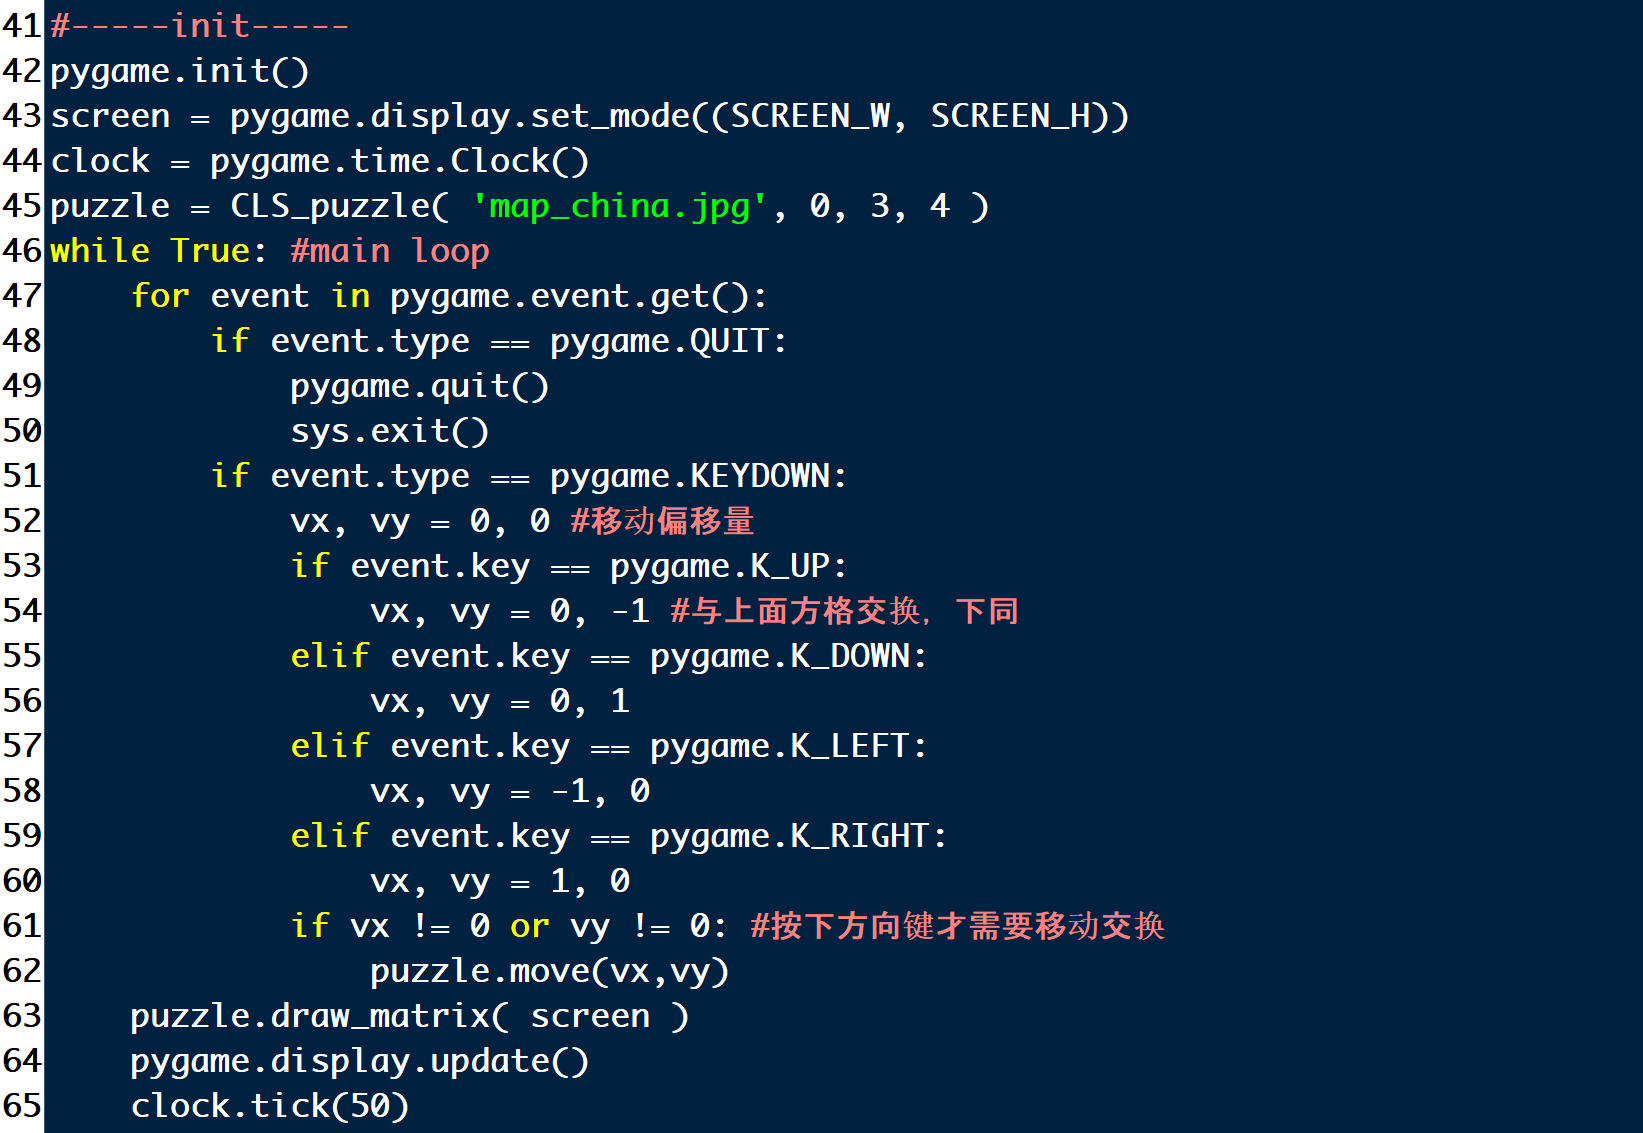 41 #-----init-----
42 pygame.init()
43 screen = pygame.display.set_mode((SCREEN_W, SCREEN_H))
44 clock = pygame.time.Clock()
45 puzzle = CLS_puzzle( 'map_china.jpg', 0, 3, 4 )
46 while True: #main loop
47     for event in pygame.event.get():
48         if event.type == pygame.QUIT:
49             pygame.quit()
50             sys.exit()
51         if event.type == pygame.KEYDOWN:
52             vx, vy = 0, 0 #移动偏移量
53             if event.key == pygame.K_UP:
54                 vx, vy = 0, -1 #与上面方格交换，下同
55             elif event.key == pygame.K_DOWN:
56                 vx, vy = 0, 1
57             elif event.key == pygame.K_LEFT:
58                 vx, vy = -1, 0
59             elif event.key == pygame.K_RIGHT:
60                 vx, vy = 1, 0
61             if vx != 0 or vy != 0: #按下方向键才需要移动交换
62                 puzzle.move(vx,vy)
63     puzzle.draw_matrix( screen )
64     pygame.display.update()
65     clock.tick(50)